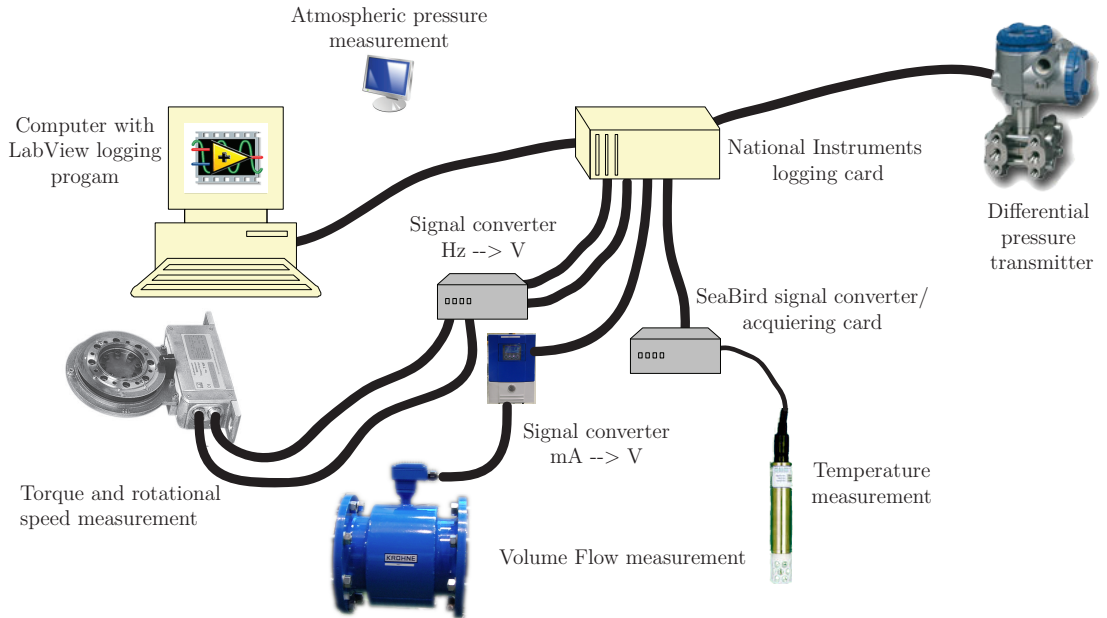 Atmospheric pressure
measurement
Computer with
LabView logging
progam
National Instruments
logging card
Differential
pressure
transmitter
Signal converter
Hz --> V
SeaBird signal converter/
acquiering card
Signal converter
mA --> V
Temperature
measurement
Torque and rotational
speed measurement
KROHNE
Volume Flow measurement